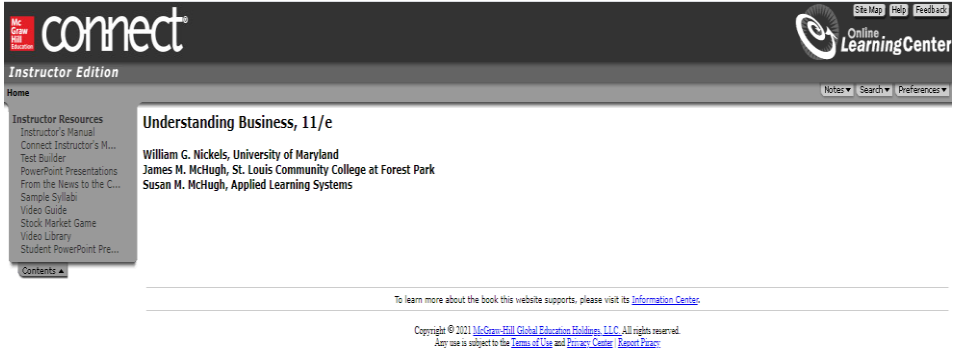 Mc
Graw
Hill
Education
connect®
Site Map Help Feedback
Online
LearningCenter
Instructor Edition
Home
Notes ▾ Search ▾ Preferences ▾
Instructor Resources
Instructor's Manual
Connect Instructor's M...
Test Builder
PowerPoint Presentations
From the News to the C...
Sample Syllabi
Video Guide
Stock Market Game
Video Library
Student PowerPoint Pre...
Contents ▴
Understanding Business, 11/e
William G. Nickels, University of Maryland
James M. McHugh, St. Louis Community College at Forest Park
Susan M. McHugh, Applied Learning Systems
To learn more about the book this website supports, please visit its Information Center.
Copyright © 2021 McGraw-Hill Global Education Holdings, LLC. All rights reserved.
Any use is subject to the Terms of Use and Privacy Center | Report Piracy